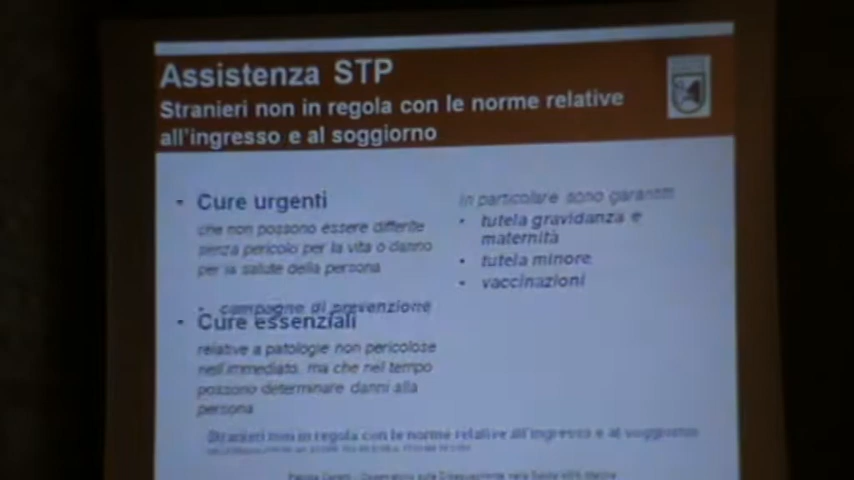 Assistenza STP
Stranieri non in regola con le norme relative
all'ingresso e al soggiorno
• Cure urgenti
che non possono essere differite
senza pericolo per la vita o danno
per la salute della persona
• campagne di prevenzione
• Cure essenziali
relative a patologie non pericolose
nell'immediato, ma che nel tempo
possono determinare danni alla
persona
In particolare sono garantiti
• tutela gravidanza e
maternità
• tutela minore
• vaccinazioni
Stranieri non in regola con le norme relative all'ingresso e al soggiorno